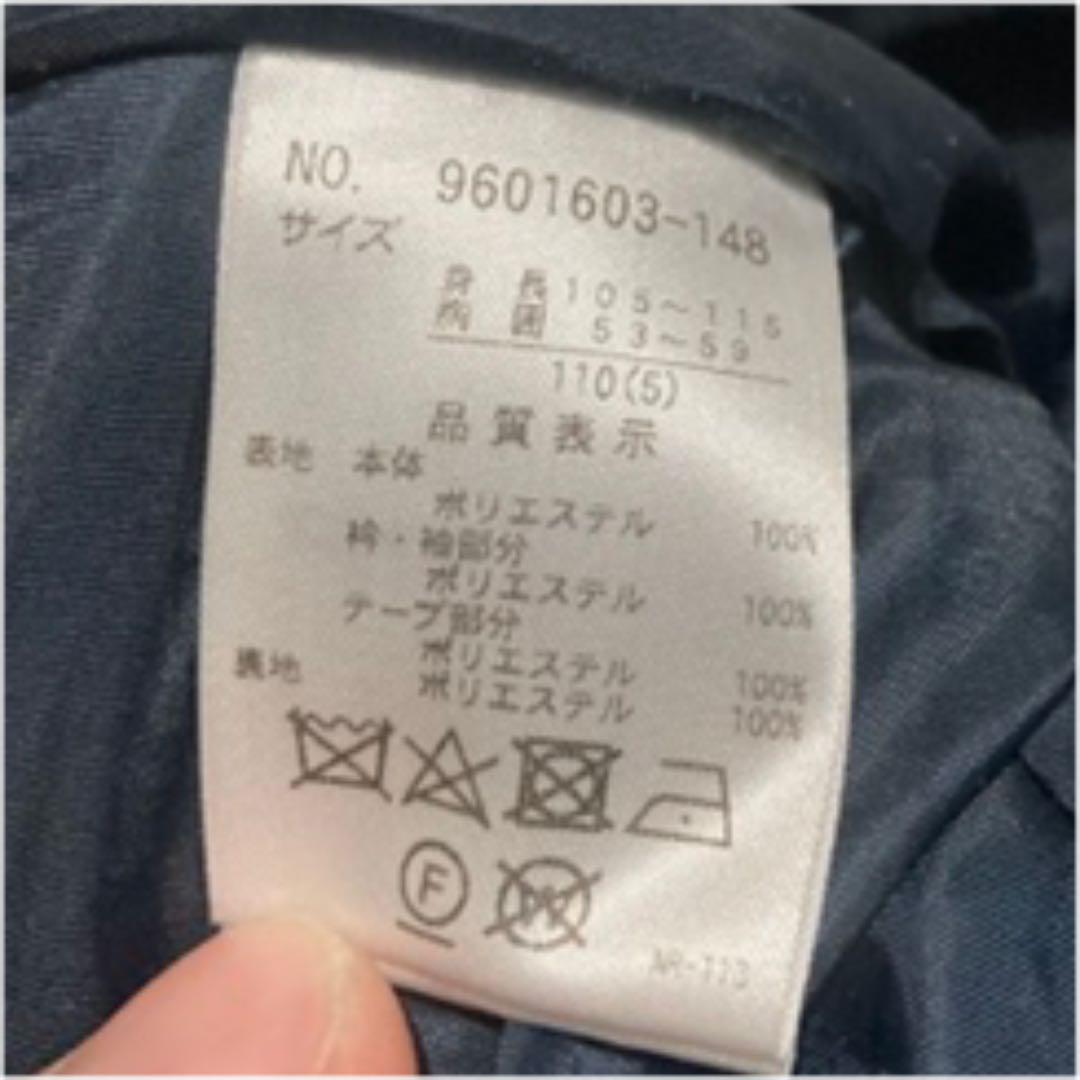 NO. 9601603-148
サイズ
身長 105～115
胸囲 53～59
110(5)
品質表示
表地 本体
ポリエステル 100%
衿・袖部分
ポリエステル 100%
テープ部分
ポリエステル 100%
裏地 ポリエステル 100%
F
W
NR-113